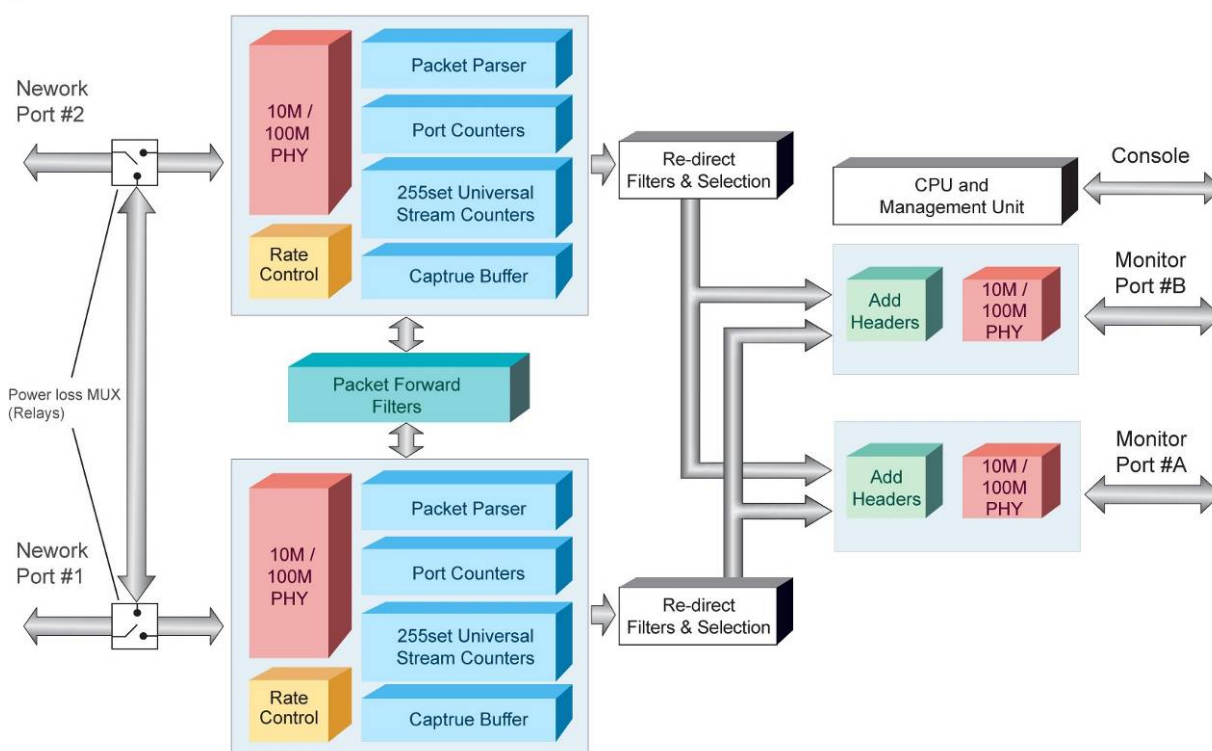 Nework
Port #2
10M /
100M
PHY
Rate
Control
Packet Parser
Port Counters
255set Universal
Stream Counters
Captrue Buffer
Re-direct
Filters & Selection
CPU and
Management Unit
Console
Add
Headers
10M /
100M
PHY
Monitor
Port #B
Packet Forward
Filters
Power loss MUX
(Relays)
Add
Headers
10M /
100M
PHY
Monitor
Port #A
Nework
Port #1
10M /
100M
PHY
Rate
Control
Packet Parser
Port Counters
255set Universal
Stream Counters
Captrue Buffer
Re-direct
Filters & Selection